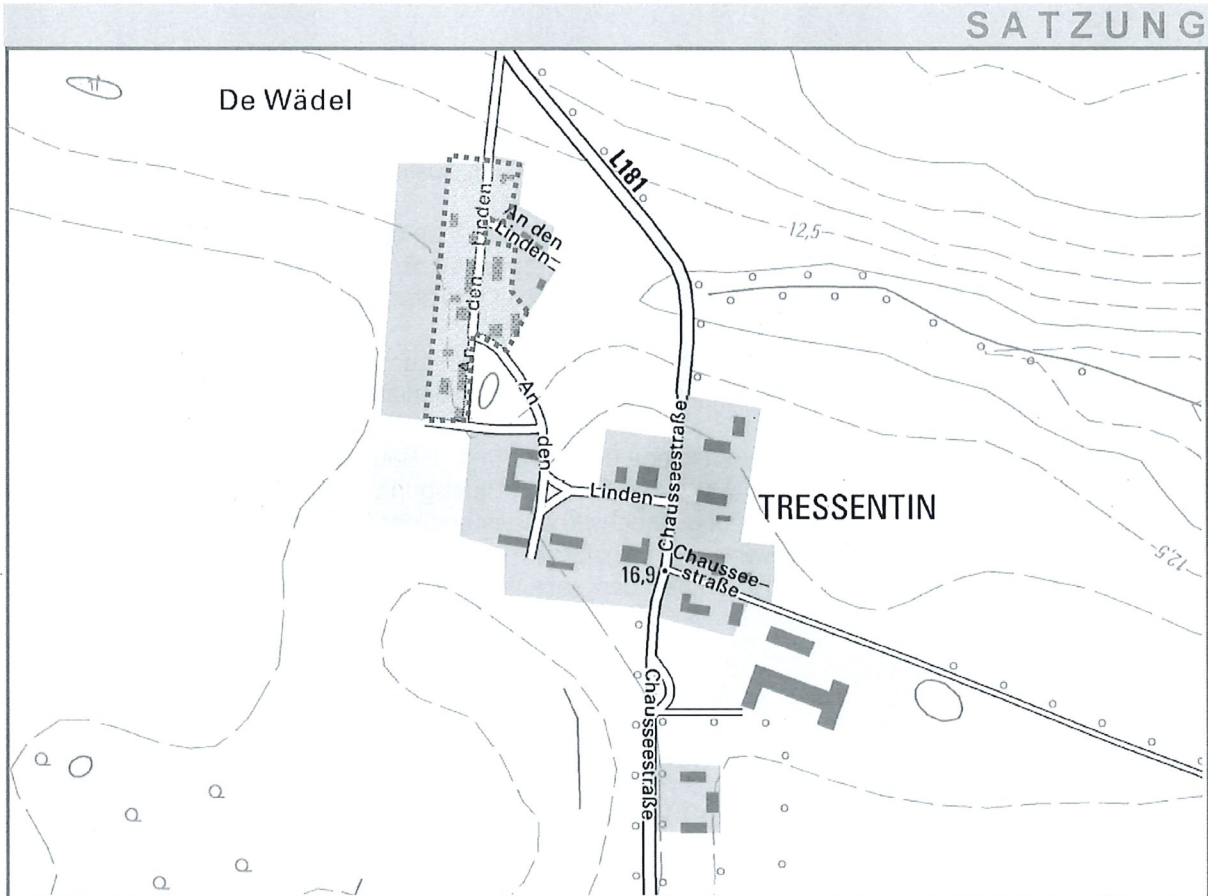 SATZUNG
De Wädel
L181
An den Linden
An den
Linden
12,5
An den Linden
Chausseestraße
TRESSENTIN
Chaussee-
straße
16,9
12,5
Chausseestraße